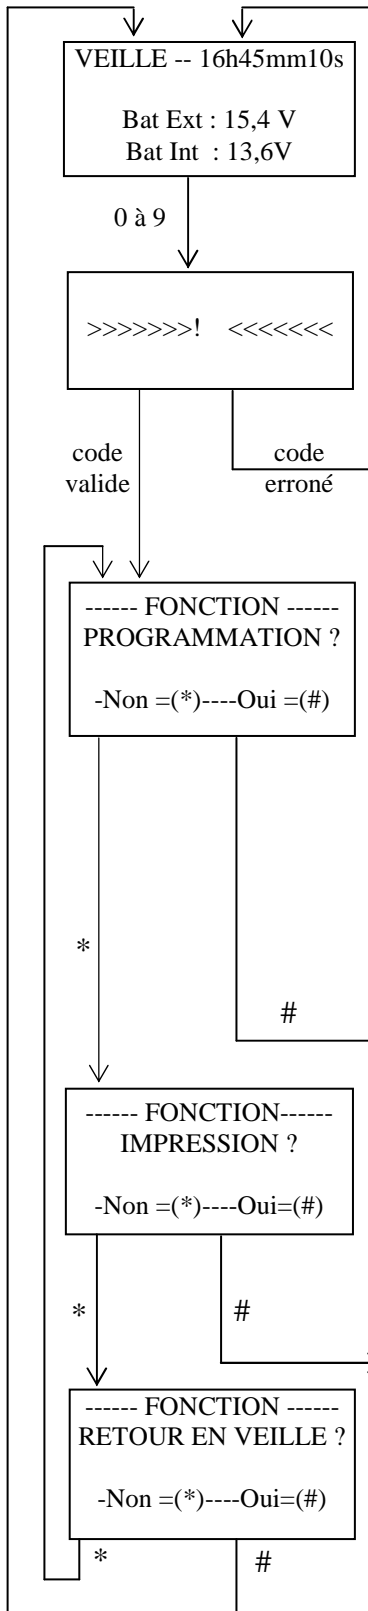 VEILLE -- 16h45mm10s
Bat Ext : 15,4 V
Bat Int : 13,6V
0 à 9
>>>>>>>! <<<<<<<
code
valide
code
erroné
------ FONCTION ------
PROGRAMMATION ?
-Non =(*)----Oui =(#)
*
#
------ FONCTION------
IMPRESSION ?
-Non =(*)----Oui=(#)
*
#
------ FONCTION ------
RETOUR EN VEILLE ?
-Non =(*)----Oui=(#)
*
#